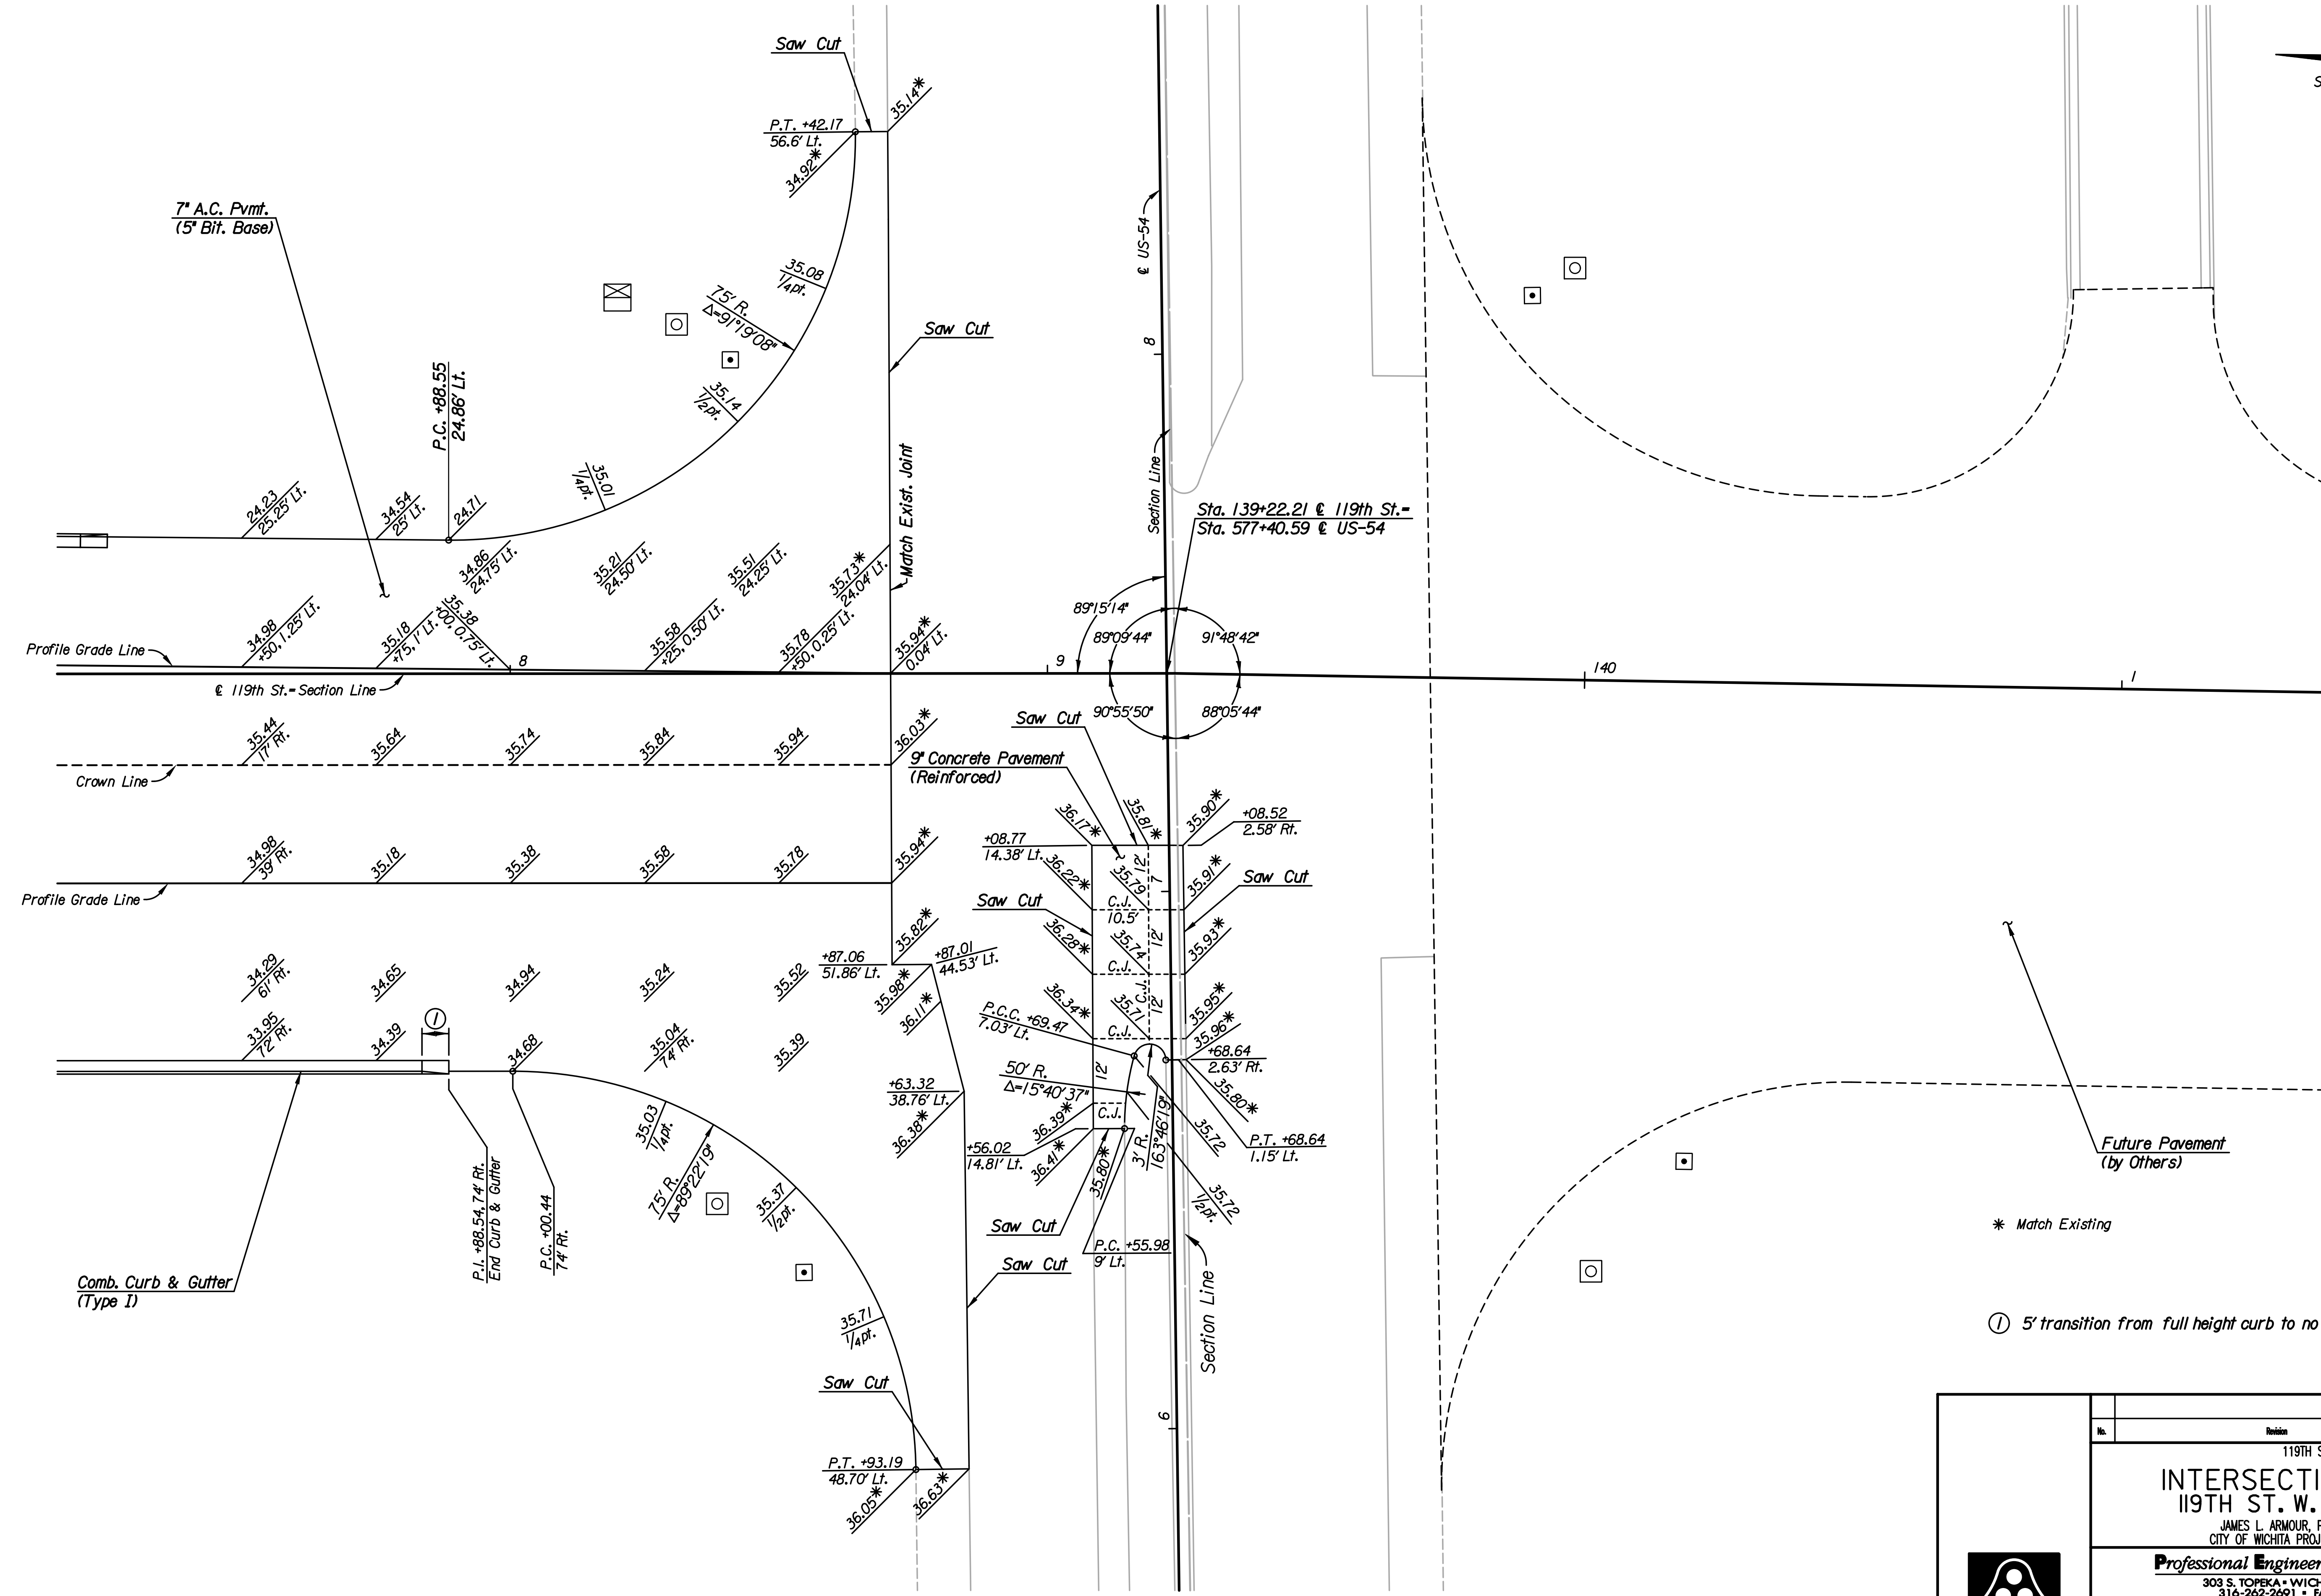 Saw Cut
35.14*
P.T. +42.17
56.6' Lt.
34.92*
S
7" A.C. Pvmt.
(5" Bit. Base)
35.08
1/4pt.
75' R.
Δ=91°19'08"
Saw Cut
℄ US-54
8
P.C. +88.55
24.86' Lt.
35.14
1/2pt.
35.01
1/4pt.
Match Exist. Joint
Section Line
Sta. 139+22.21 ℄ 119th St.=
Sta. 577+40.59 ℄ US-54
24.23
25.25' Lt.
34.54
25' Lt.
24.71
34.86
24.75' Lt.
35.21
24.50' Lt.
35.51
24.25' Lt.
35.73*
24.04' Lt.
89°15'14"
89°09'44"
91°48'42"
90°55'50"
88°05'44"
Profile Grade Line
34.98
+50, 1.25' Lt.
35.18
+75, 1' Lt.
35.38
+00, 0.75' Lt.
35.58
+25, 0.50' Lt.
35.78
+50, 0.25' Lt.
35.94*
0.04' Lt.
8
9
140
1
℄ 119th St.=Section Line
35.44
17' Rt.
35.64
35.74
35.84
35.94
36.03*
Crown Line
Saw Cut
9" Concrete Pavement
(Reinforced)
36.17*
35.81*
35.90*
+08.52
2.58' Rt.
+08.77
14.38' Lt.
34.98
39' Rt.
35.18
35.38
35.58
35.78
35.94*
Profile Grade Line
36.22*
35.79
12'
7
35.91*
Saw Cut
Saw Cut
C.J.
10.5'
35.82*
36.28*
35.74
12'
35.93*
C.J.
+87.06
51.86' Lt.
+87.01
44.53' Lt.
34.29
61' Rt.
34.65
34.94
35.24
35.52
35.98*
36.11*
36.34*
35.71
C.J.
12'
35.95*
C.J.
35.96*
1
33.95
72' Rt.
34.39
34.68
35.04
74' Rt.
35.39
P.C.C. +69.47
7.03' Lt.
+68.64
2.63' Rt.
50' R.
Δ=15°40'37"
12'
35.80*
+63.32
38.76' Lt.
36.38*
36.39*
C.J.
3' R.
163°46'19"
35.72
P.T. +68.64
1.15' Lt.
+56.02
14.81' Lt.
36.41*
35.80*
35.72
1/2pt.
35.03
1/4pt.
75' R.
Δ=89°22'19"
35.37
1/2pt.
Saw Cut
P.C. +55.98
9' Lt.
P.I. +88.54, 74' Rt.
End Curb & Gutter
P.C. +00.44
74' Rt.
Comb. Curb & Gutter
(Type I)
Saw Cut
Section Line
35.71
1/4pt.
Saw Cut
6
P.T. +93.19
48.70' Lt.
36.05*
36.63*
Future Pavement
(by Others)
* Match Existing
1 5' transition from full height curb to no
No.
Revision
119TH S
INTERSECTI
119TH ST. W.
JAMES L. ARMOUR, P
CITY OF WICHITA PROJ
Professional Engineer
303 S. TOPEKA • WICH
316-262-2691 • FA